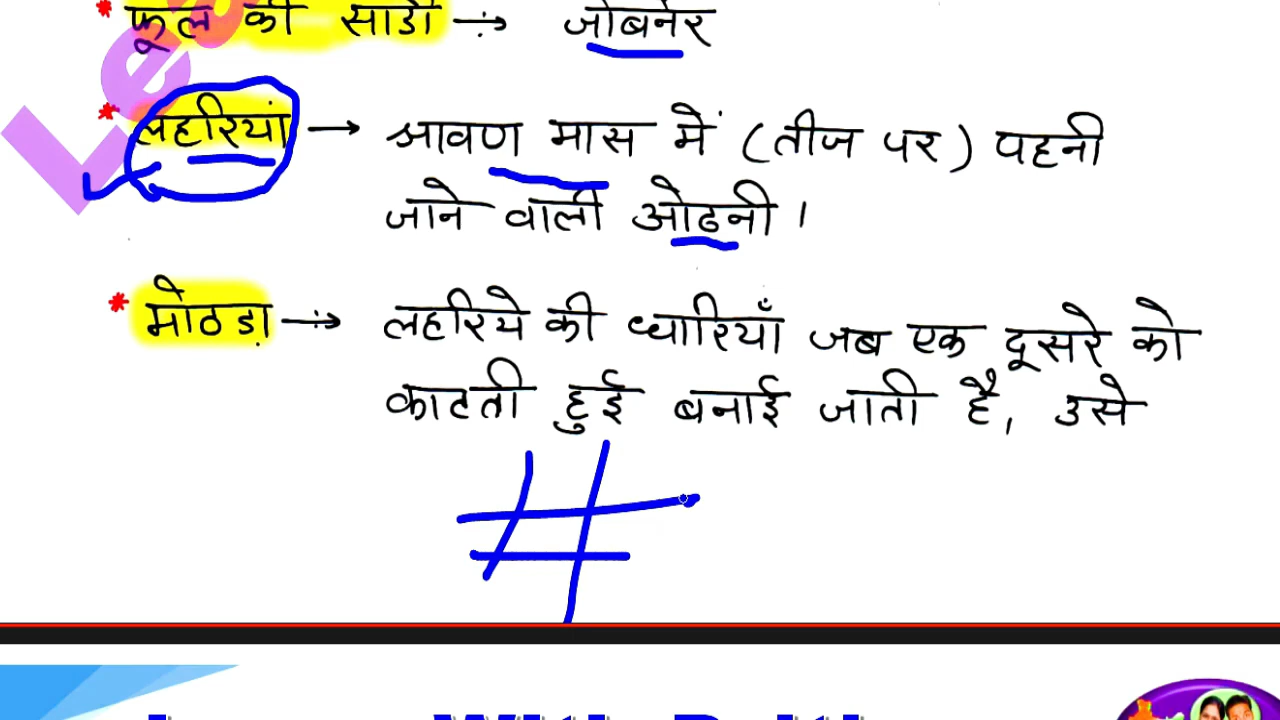 * फूल की साडी → जोबनेर
* लहरियां → श्रावण मास में (तीज पर) पहनी
जाने वाली ओढनी।
* मोठडा़ → लहरिये की ध्धारियाँ जब एक दूसरे को
काटती हुई बनाई जाती है, उसे